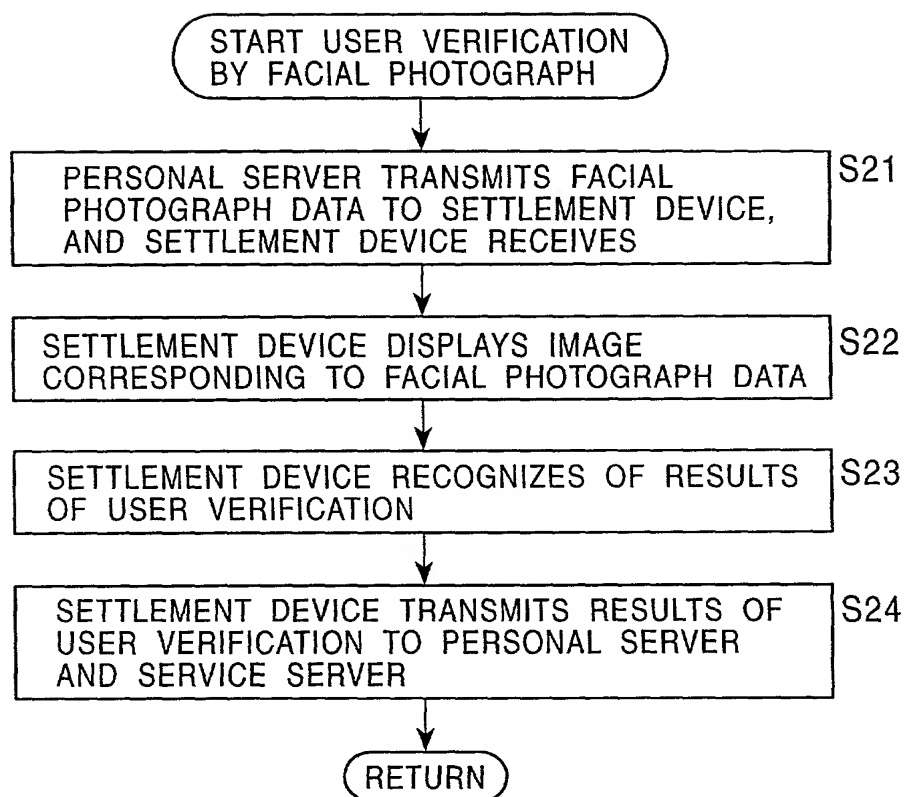 START USER VERIFICATION
BY FACIAL PHOTOGRAPH
PERSONAL SERVER TRANSMITS FACIAL
PHOTOGRAPH DATA TO SETTLEMENT DEVICE,
AND SETTLEMENT DEVICE RECEIVES
S21
SETTLEMENT DEVICE DISPLAYS IMAGE
CORRESPONDING TO FACIAL PHOTOGRAPH DATA
S22
SETTLEMENT DEVICE RECOGNIZES OF RESULTS
OF USER VERIFICATION
S23
SETTLEMENT DEVICE TRANSMITS RESULTS OF
USER VERIFICATION TO PERSONAL SERVER
AND SERVICE SERVER
S24
RETURN